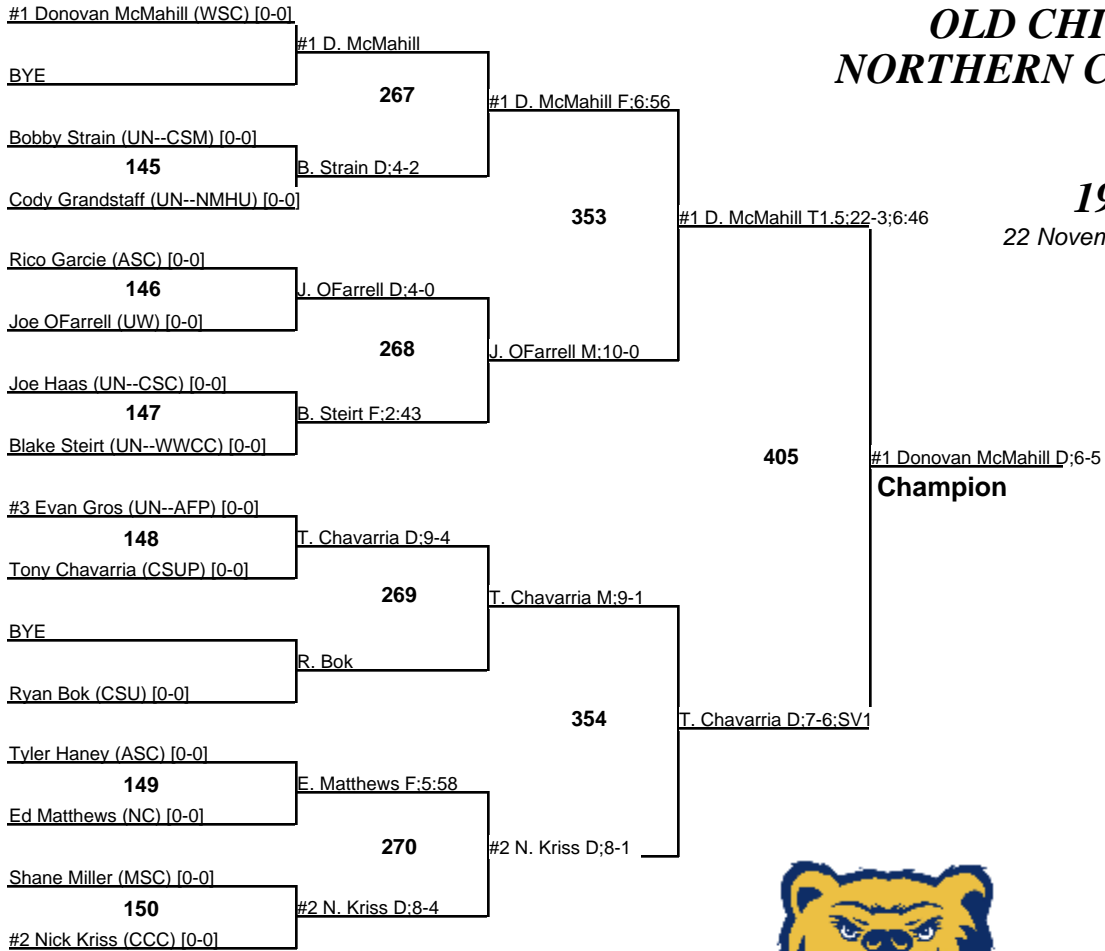 #1 Donovan McMahill (WSC) [0-0]
BYE
Bobby Strain (UN--CSM) [0-0]
145
Cody Grandstaff (UN--NMHU) [0-0]
Rico Garcie (ASC) [0-0]
146
Joe OFarrell (UW) [0-0]
Joe Haas (UN--CSC) [0-0]
147
Blake Steirt (UN--WWCC) [0-0]
#3 Evan Gros (UN--AFP) [0-0]
148
Tony Chavarria (CSUP) [0-0]
BYE
Ryan Bok (CSU) [0-0]
Tyler Haney (ASC) [0-0]
149
Ed Matthews (NC) [0-0]
Shane Miller (MSC) [0-0]
150
#2 Nick Kriss (CCC) [0-0]
#1 D. McMahill
267
B. Strain D;4-2
J. OFarrell D;4-0
268
B. Steirt F;2:43
T. Chavarria D;9-4
269
R. Bok
E. Matthews F;5:58
270
#2 N. Kriss D;8-4
#1 D. McMahill F;6:56
353
J. OFarrell M;10-0
T. Chavarria M;9-1
354
#2 N. Kriss D;8-1
#1 D. McMahill T1.5;22-3;6:46
405
T. Chavarria D;7-6;SV1
#1 Donovan McMahill D;6-5
Champion
OLD CHI
NORTHERN C
19
22 Novem